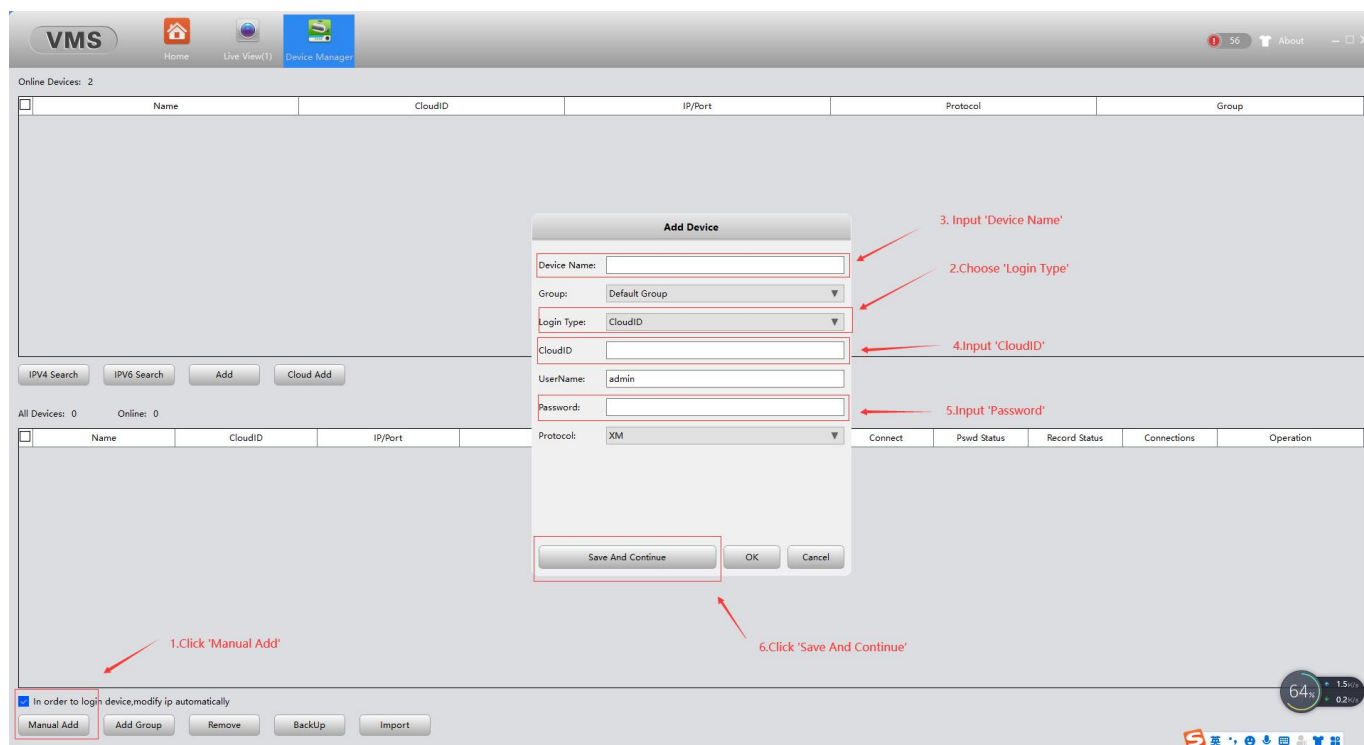 VMS
Home
Live View(1)
Device Manager
56
About
Online Devices: 2
Name CloudID IP/Port Protocol Group
Add Device
3. Input 'Device Name'
Device Name:
2.Choose 'Login Type'
Group: Default Group
Login Type: CloudID
CloudID
4.Input 'CloudID'
IPV4 Search IPV6 Search Add Cloud Add
UserName: admin
Password:
5.Input 'Password'
All Devices: 0 Online: 0
Name CloudID IP/Port Connect Pswd Status Record Status Connections Operation
Protocol: XM
Save And Continue OK Cancel
1.Click 'Manual Add'
6.Click 'Save And Continue'
In order to login device,modify ip automatically
64%
1.5K/s
0.2K/s
Manual Add Add Group Remove BackUp Import
英